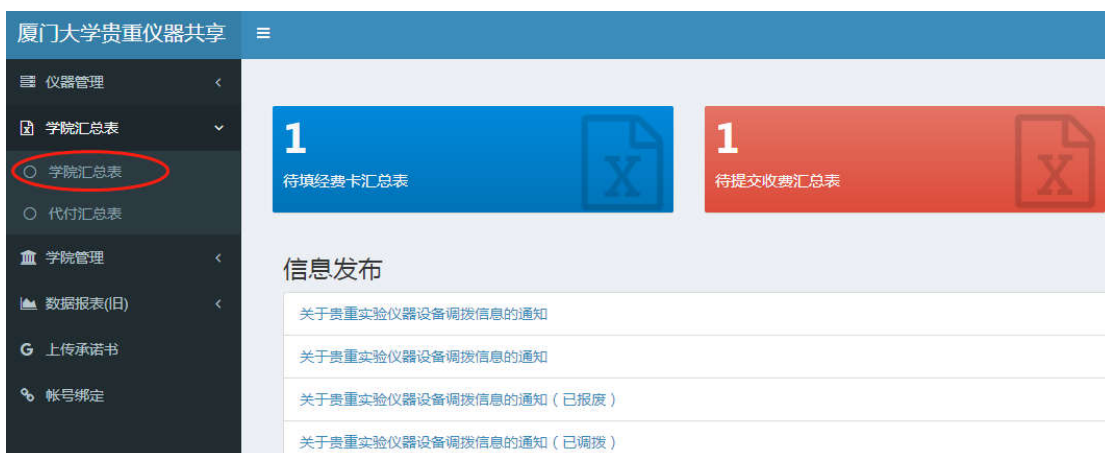 厦门大学贵重仪器共享
仪器管理
学院汇总表
学院汇总表
代付汇总表
学院管理
数据报表(旧)
上传承诺书
帐号绑定
1
待填经费卡汇总表
1
待提交收费汇总表
信息发布
关于贵重实验仪器设备调拨信息的通知
关于贵重实验仪器设备调拨信息的通知
关于贵重实验仪器设备调拨信息的通知（已报废）
关于贵重实验仪器设备调拨信息的通知（已调拨）